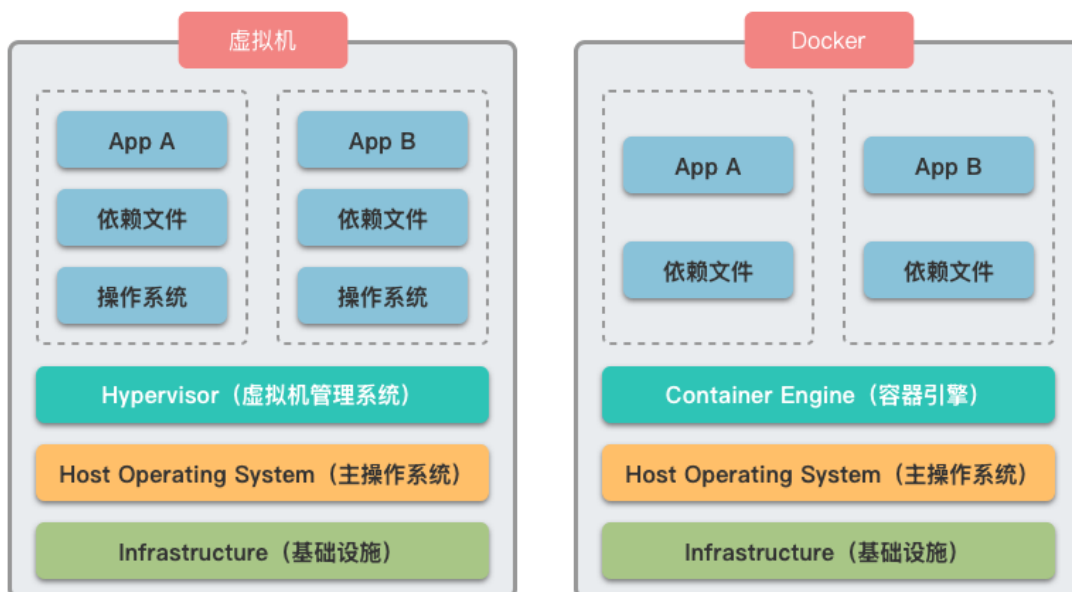 虚拟机
App A
依赖文件
操作系统
App B
依赖文件
操作系统
Hypervisor（虚拟机管理系统）
Host Operating System（主操作系统）
Infrastructure（基础设施）
Docker
App A
依赖文件
App B
依赖文件
Container Engine（容器引擎）
Host Operating System（主操作系统）
Infrastructure（基础设施）